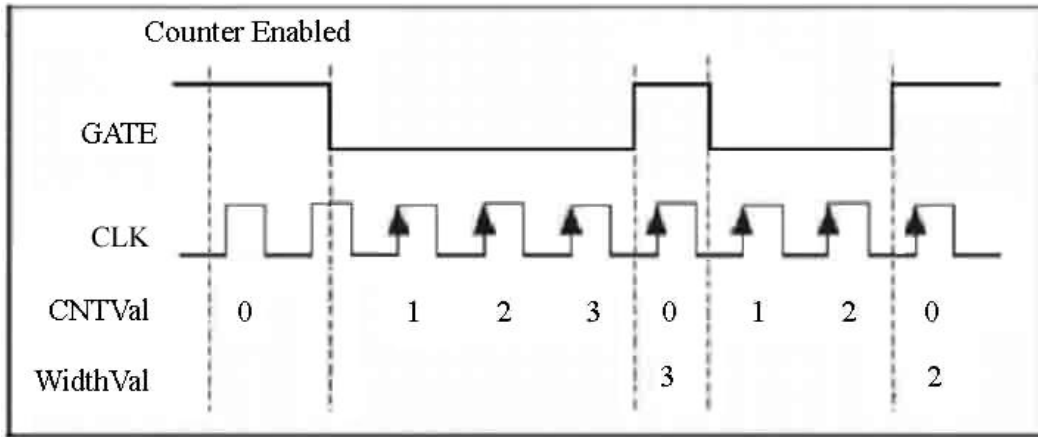 Counter Enabled
GATE
CLK
CNTVal 0 1 2 3 0 1 2 0
WidthVal 3 2